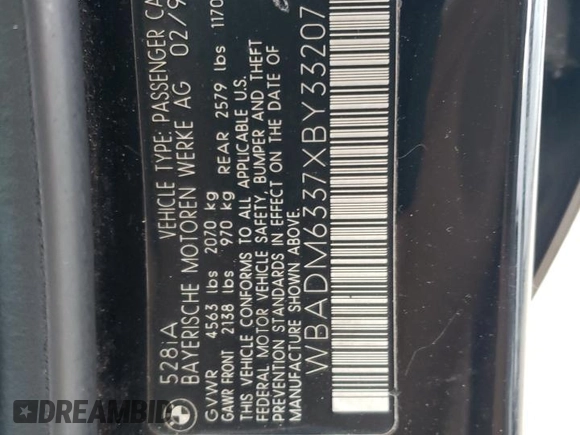 528iA
VEHICLE TYPE: PASSENGER CA
BAYERISCHE MOTOREN WERKE AG 02/9
GVWR 4563 lbs 2070 kg
GAWR FRONT 2138 lbs 970 kg REAR 2579 lbs 1170
THIS VEHICLE CONFORMS TO ALL APPLICABLE U.S.
FEDERAL MOTOR VEHICLE SAFETY, BUMPER AND THEFT
PREVENTION STANDARDS IN EFFECT ON THE DATE OF
MANUFACTURE SHOWN ABOVE.
WBADM6337XBY33207
DREAMBID.COM